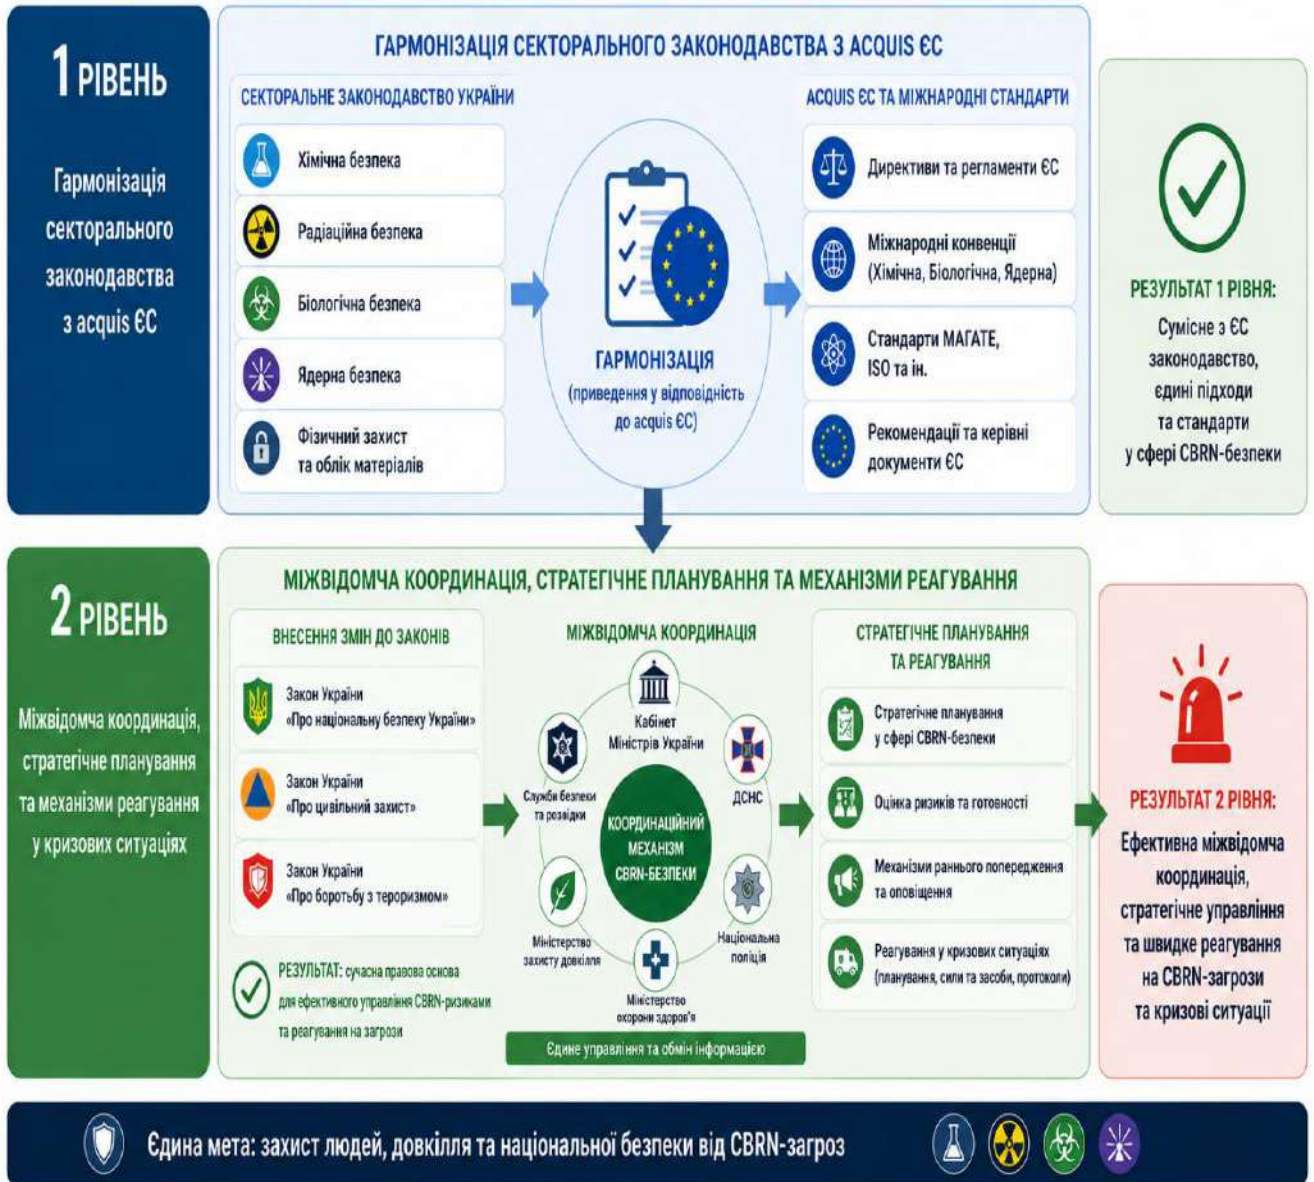 1 РІВЕНЬ
Гармонізація
секторального
законодавства
з acquis ЄС
ГАРМОНІЗАЦІЯ СЕКТОРАЛЬНОГО ЗАКОНОДАВСТВА З ACQUIS ЄС
СЕКТОРАЛЬНЕ ЗАКОНОДАВСТВО УКРАЇНИ
Хімічна безпека
Радіаційна безпека
Біологічна безпека
Ядерна безпека
Фізичний захист
та облік матеріалів
ГАРМОНІЗАЦІЯ
(приведення у відповідність
до acquis ЄС)
ACQUIS ЄС ТА МІЖНАРОДНІ СТАНДАРТИ
Директиви та регламенти ЄС
Міжнародні конвенції
(Хімічна, Біологічна, Ядерна)
Стандарти МАГАТЕ,
ISO та ін.
Рекомендації та керівні
документи ЄС
РЕЗУЛЬТАТ 1 РІВНЯ:
Сумісне з ЄС
законодавство,
єдині підходи
та стандарти
у сфері CBRN-безпеки
2 РІВЕНЬ
Міжвідомча координація,
стратегічне планування
та механізми реагування
у кризових ситуаціях
МІЖВІДОМЧА КООРДИНАЦІЯ, СТРАТЕГІЧНЕ ПЛАНУВАННЯ ТА МЕХАНІЗМИ РЕАГУВАННЯ
ВНЕСЕННЯ ЗМІН ДО ЗАКОНІВ
Закон України
«Про національну безпеку України»
Закон України
«Про цивільний захист»
Закон України
«Про боротьбу з тероризмом»
РЕЗУЛЬТАТ: сучасна правова основа
для ефективного управління CBRN-ризиками
та реагування на загрози
МІЖВІДОМЧА КООРДИНАЦІЯ
Кабінет
Міністрів України
Служби безпеки
та розвідки
ДСНС
КООРДИНАЦІЙНИЙ
МЕХАНІЗМ
CBRN-БЕЗПЕКИ
Міністерство
захисту довкілля
Національна
поліція
Міністерство
охорони здоров'я
Єдине управління та обмін інформацією
СТРАТЕГІЧНЕ ПЛАНУВАННЯ
ТА РЕАГУВАННЯ
Стратегічне планування
у сфері CBRN-безпеки
Оцінка ризиків та готовності
Механізми раннього попередження
та оповіщення
Реагування у кризових ситуаціях
(планування, сили та засоби, протоколи)
РЕЗУЛЬТАТ 2 РІВНЯ:
Ефективна міжвідомча
координація,
стратегічне управління
та швидке реагування
на CBRN-загрози
та кризові ситуації
Єдина мета: захист людей, довкілля та національної безпеки від CBRN-загроз